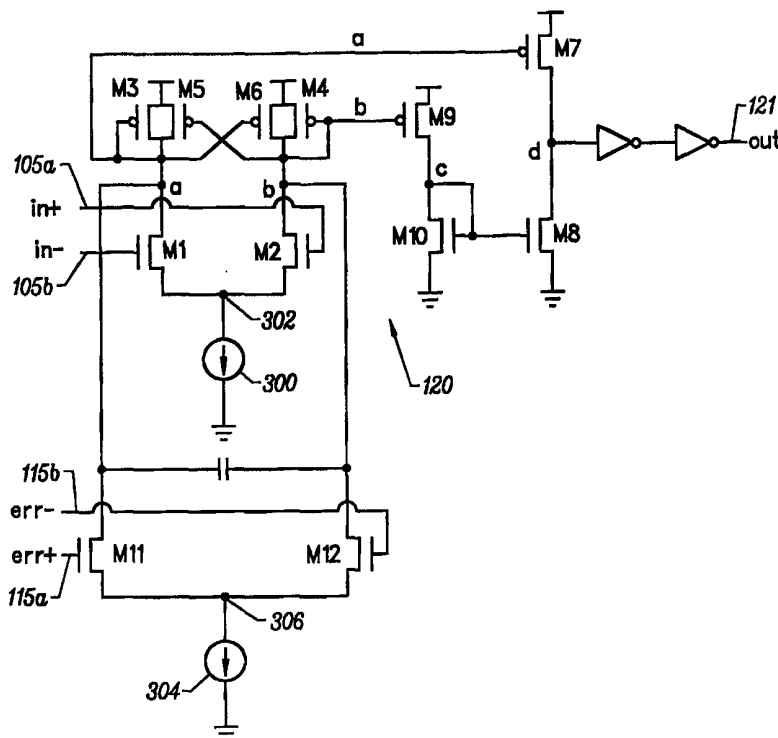 a
M7
M3
M5
M6
M4
b
M9
121
105a
d
out
c
a
b
in+
M10
M8
in-
M1
M2
105b
302
300
120
115b
err-
err+
M11
M12
115a
306
304